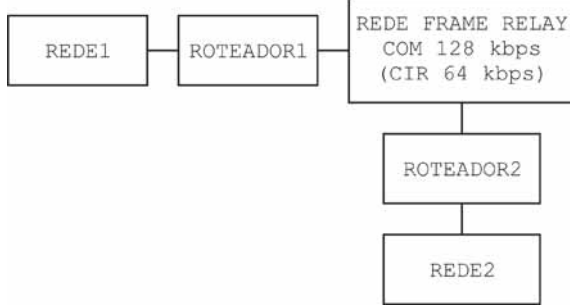 REDE1
ROTEADOR1
REDE FRAME RELAY
COM 128 kbps
(CIR 64 kbps)
ROTEADOR2
REDE2